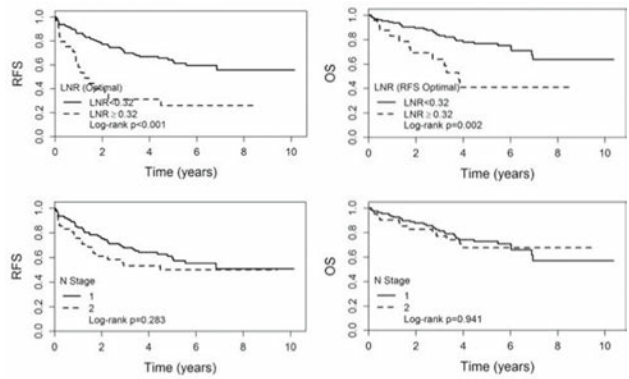 RFS
1.0
0.8
0.6
0.4
0.2
0.0
LNR (Optimal)
LNR<0.32
LNR ≥ 0.32
Log-rank p<0.001
0 2 4 6 8 10
Time (years)
OS
1.0
0.8
0.6
0.4
0.2
0.0
LNR (RFS Optimal)
LNR<0.32
LNR ≥ 0.32
Log-rank p=0.002
0 2 4 6 8 10
Time (years)
RFS
1.0
0.8
0.6
0.4
0.2
0.0
N Stage
1
2
Log-rank p=0.283
0 2 4 6 8 10
Time (years)
OS
1.0
0.8
0.6
0.4
0.2
0.0
N Stage
1
2
Log-rank p=0.941
0 2 4 6 8 10
Time (years)